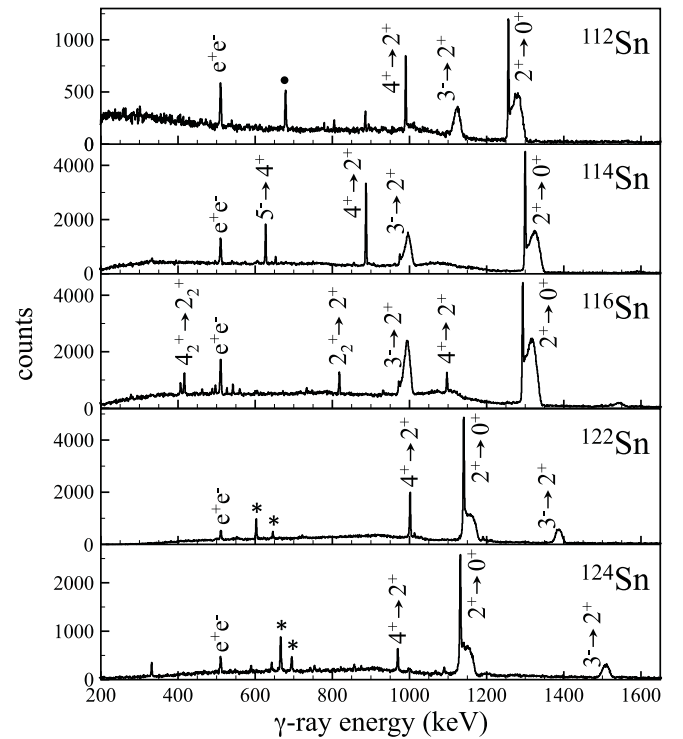 ¹¹²Sn
1000
500
0
e⁺e⁻
•
4⁺→2⁺
3⁻→2⁺
2⁺→0⁺
¹¹⁴Sn
4000
2000
0
e⁺e⁻
5⁻→4⁺
4⁺→2⁺
3⁻→2⁺
2⁺→0⁺
¹¹⁶Sn
4000
2000
0
4₂⁺→2₂⁺
e⁺e⁻
2₂⁺→2⁺
3⁻→2⁺
4⁺→2⁺
2⁺→0⁺
counts
¹²²Sn
4000
2000
0
e⁺e⁻
* *
4⁺→2⁺
2⁺→0⁺
3⁻→2⁺
¹²⁴Sn
2000
1000
0
e⁺e⁻
* *
4⁺→2⁺
2⁺→0⁺
3⁻→2⁺
200 400 600 800 1000 1200 1400 1600
γ-ray energy (keV)